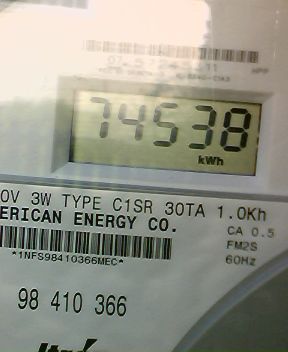 74538
kWh
0V 3W TYPE C1SR 30TA 1.0Kh
ERICAN ENERGY CO.
CA 0.5
FM2S
*1NFS98410366MEC*
60Hz
98 410 366